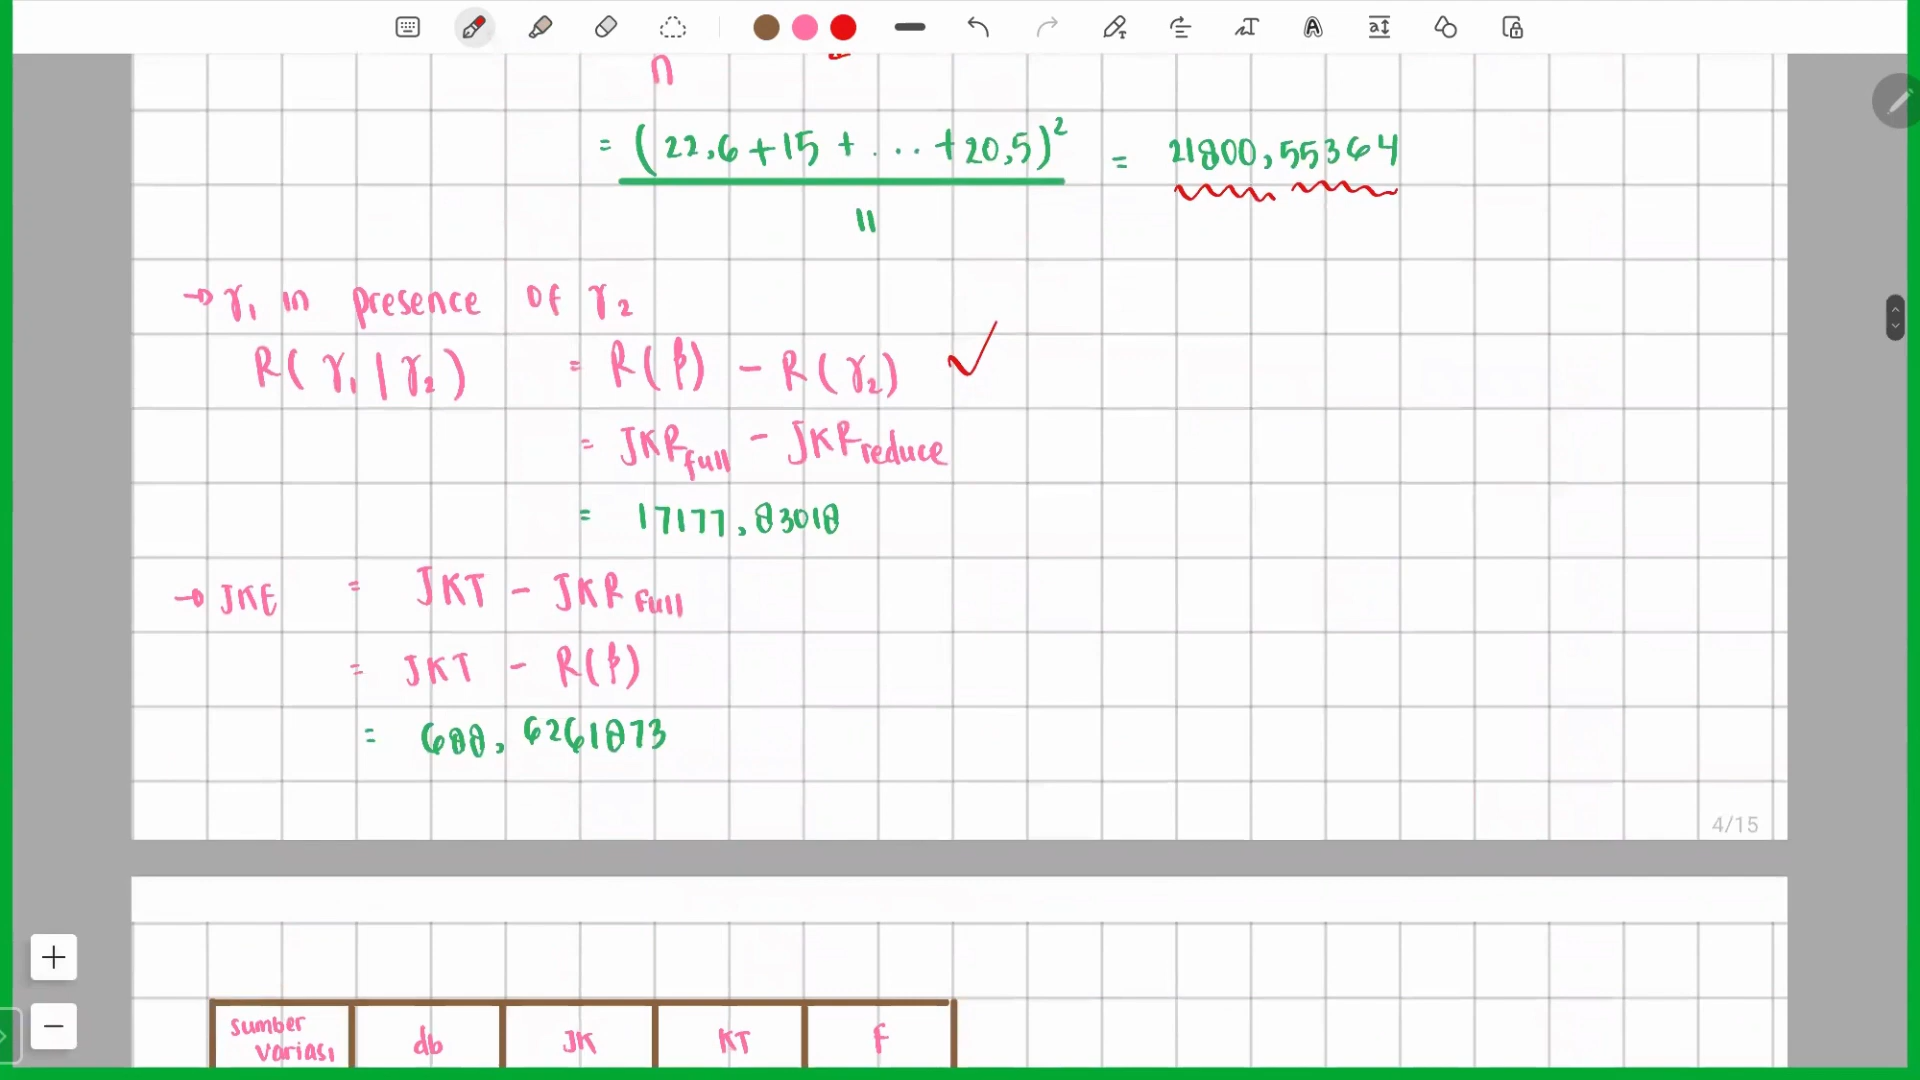 n
= (22,6 + 15 + ... + 20,5)² = 21800,55364
11
→ γ₁ in presence of γ₂
R(γ₁|γ₂) = R(β) - R(γ₂) ✓
= JKR full - JKR reduce
= 17177,83018
→ JKE = JKT - JKR full
= JKT - R(β)
= 688,6261873
4/15
sumber variasi db JK KT F